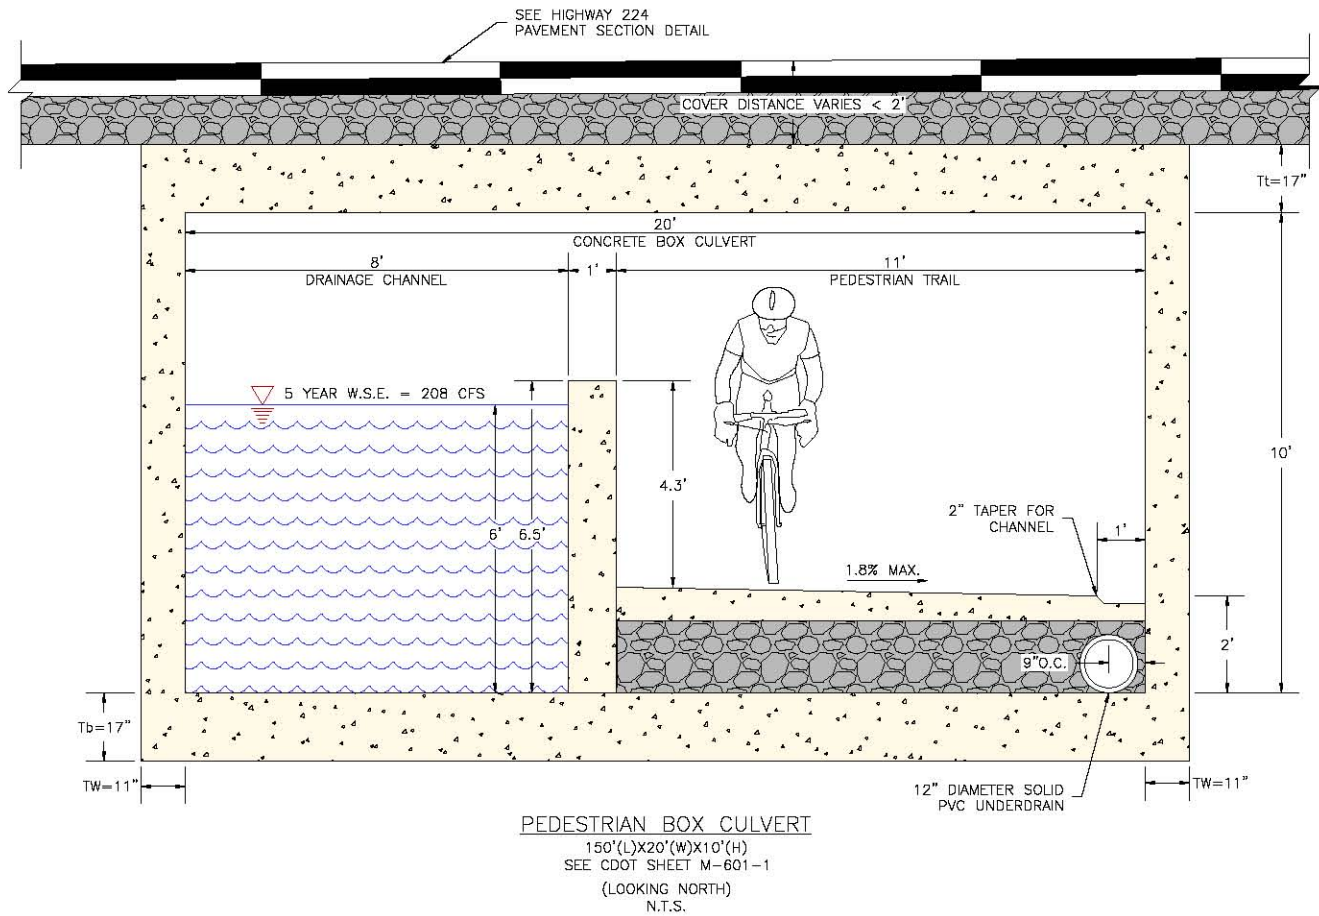 SEE HIGHWAY 224
PAVEMENT SECTION DETAIL
COVER DISTANCE VARIES < 2'
Tt=17"
20'
CONCRETE BOX CULVERT
8'
DRAINAGE CHANNEL
1'
11'
PEDESTRIAN TRAIL
5 YEAR W.S.E. = 208 CFS
10'
4.3'
6'
6.5'
2" TAPER FOR
CHANNEL
1'
1.8% MAX.
2'
9"O.C.
Tb=17"
TW=11"
TW=11"
12" DIAMETER SOLID
PVC UNDERDRAIN
PEDESTRIAN BOX CULVERT
150'(L)X20'(W)X10'(H)
SEE CDOT SHEET M-601-1
(LOOKING NORTH)
N.T.S.